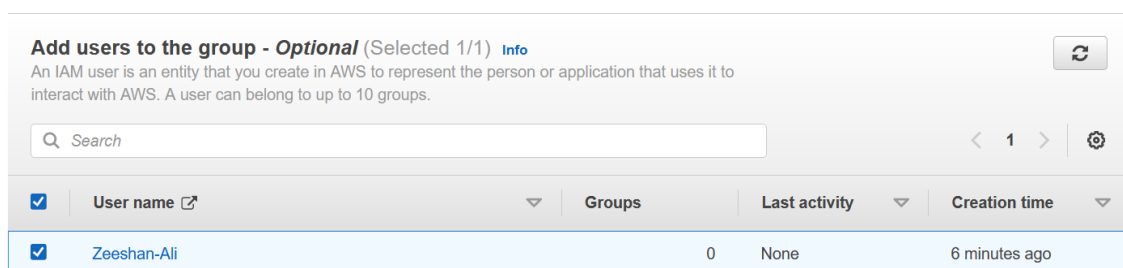 Add users to the group - Optional (Selected 1/1) Info
An IAM user is an entity that you create in AWS to represent the person or application that uses it to
interact with AWS. A user can belong to up to 10 groups.
Search
1
User name Groups Last activity Creation time
Zeeshan-Ali 0 None 6 minutes ago